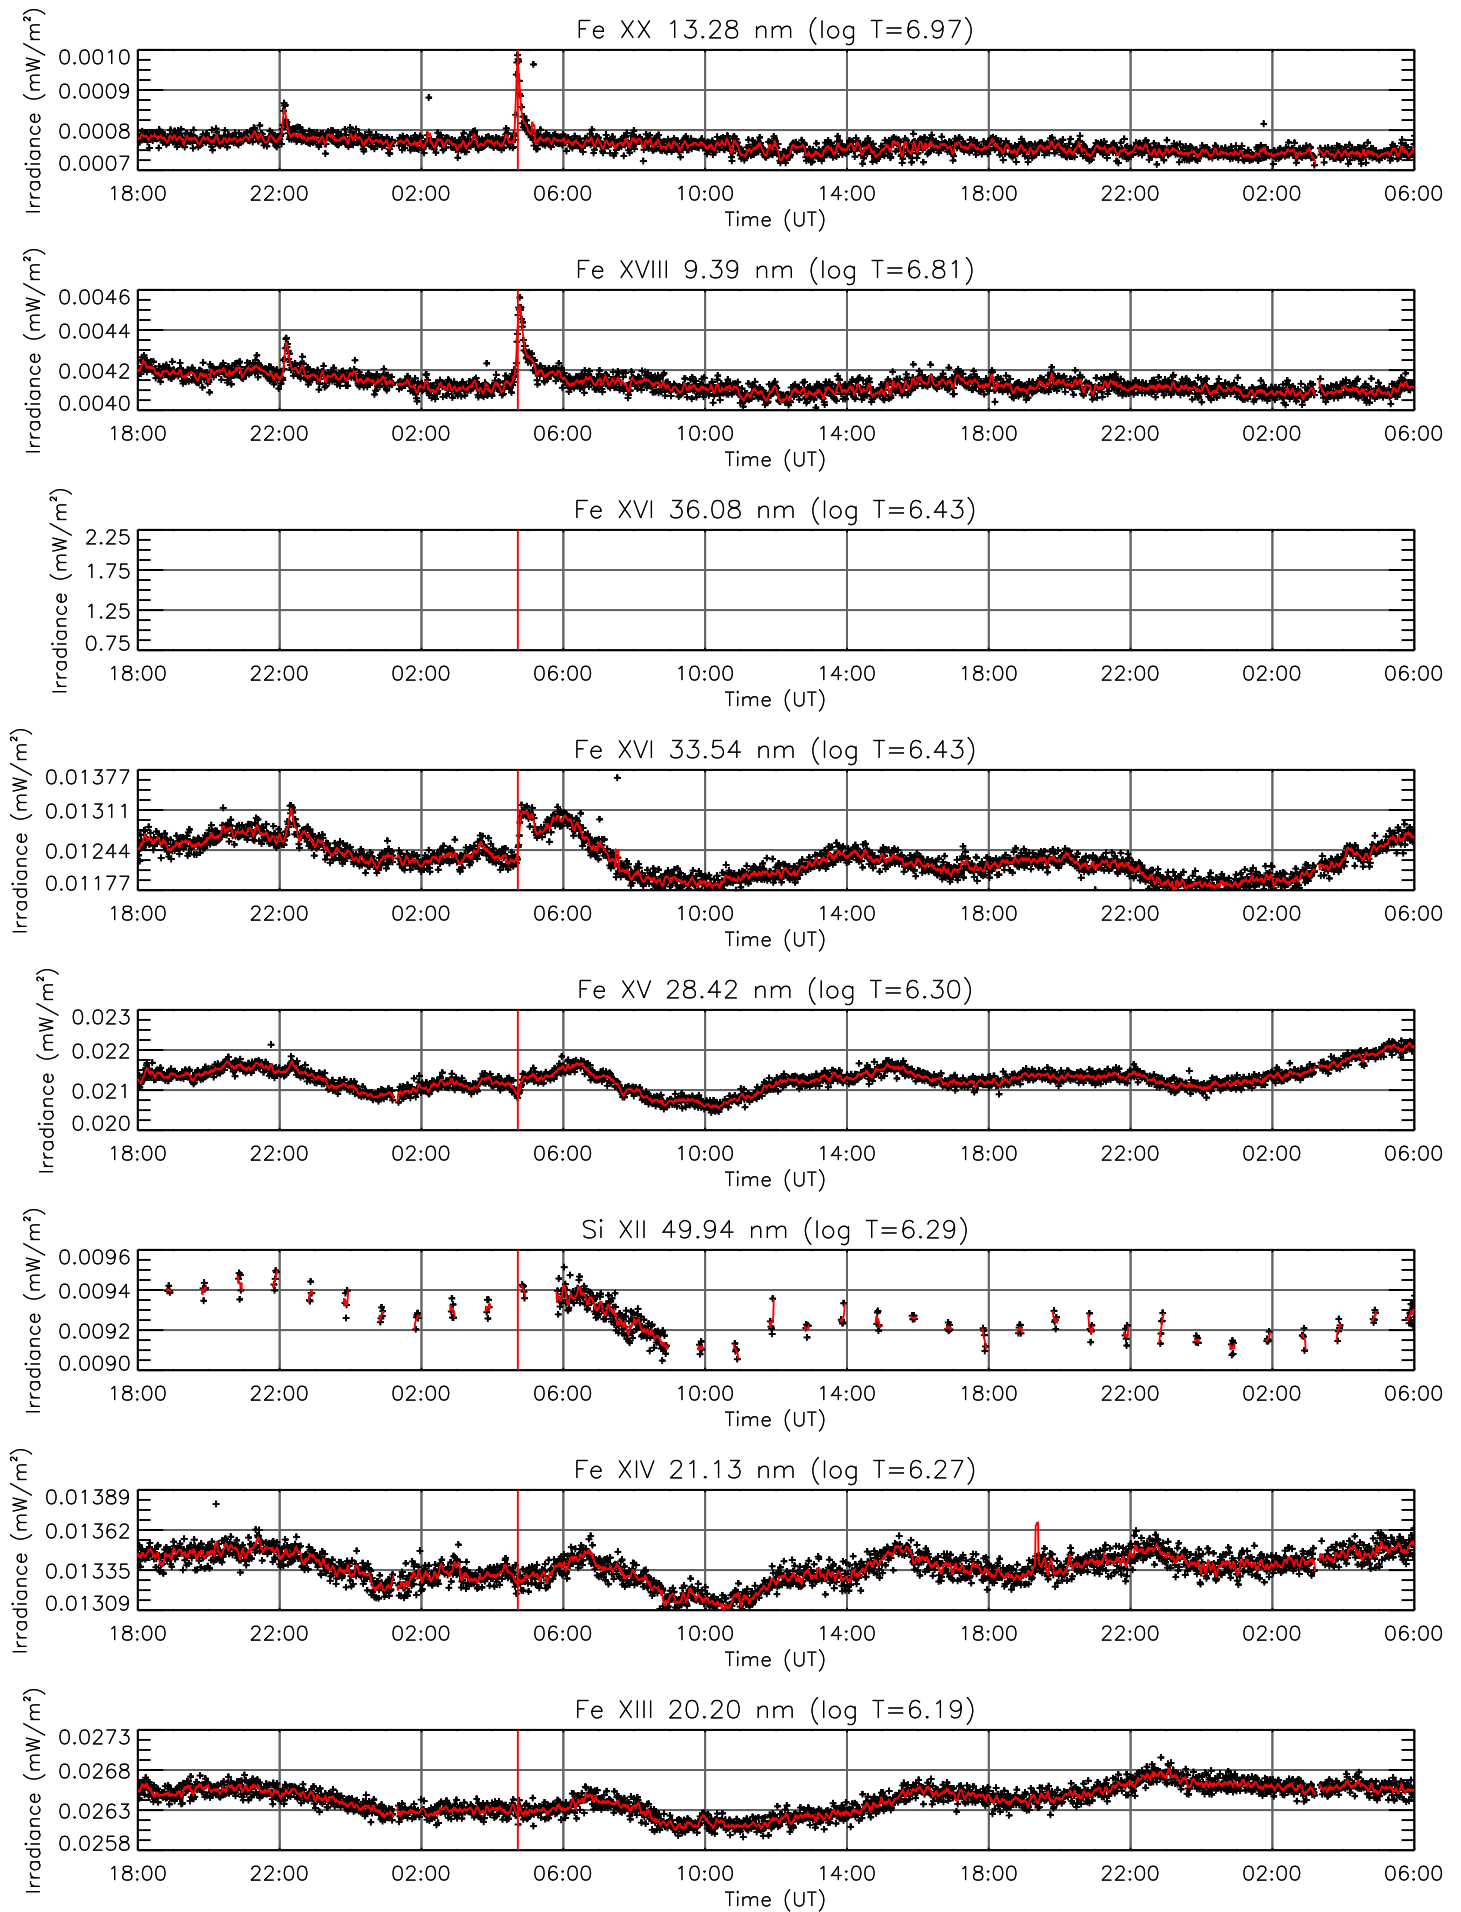 Fe XX 13.28 nm (log T=6.97)
Irradiance (mW/m²)
0.0010
0.0009
0.0008
0.0007
18:00 22:00 02:00 06:00 10:00 14:00 18:00 22:00 02:00 06:00
Time (UT)
Fe XVIII 9.39 nm (log T=6.81)
Irradiance (mW/m²)
0.0046
0.0044
0.0042
0.0040
18:00 22:00 02:00 06:00 10:00 14:00 18:00 22:00 02:00 06:00
Time (UT)
Fe XVI 36.08 nm (log T=6.43)
Irradiance (mW/m²)
2.25
1.75
1.25
0.75
18:00 22:00 02:00 06:00 10:00 14:00 18:00 22:00 02:00 06:00
Time (UT)
Fe XVI 33.54 nm (log T=6.43)
Irradiance (mW/m²)
0.01377
0.01311
0.01244
0.01177
18:00 22:00 02:00 06:00 10:00 14:00 18:00 22:00 02:00 06:00
Time (UT)
Fe XV 28.42 nm (log T=6.30)
Irradiance (mW/m²)
0.023
0.022
0.021
0.020
18:00 22:00 02:00 06:00 10:00 14:00 18:00 22:00 02:00 06:00
Time (UT)
Si XII 49.94 nm (log T=6.29)
Irradiance (mW/m²)
0.0096
0.0094
0.0092
0.0090
18:00 22:00 02:00 06:00 10:00 14:00 18:00 22:00 02:00 06:00
Time (UT)
Fe XIV 21.13 nm (log T=6.27)
Irradiance (mW/m²)
0.01389
0.01362
0.01335
0.01309
18:00 22:00 02:00 06:00 10:00 14:00 18:00 22:00 02:00 06:00
Time (UT)
Fe XIII 20.20 nm (log T=6.19)
Irradiance (mW/m²)
0.0273
0.0268
0.0263
0.0258
18:00 22:00 02:00 06:00 10:00 14:00 18:00 22:00 02:00 06:00
Time (UT)